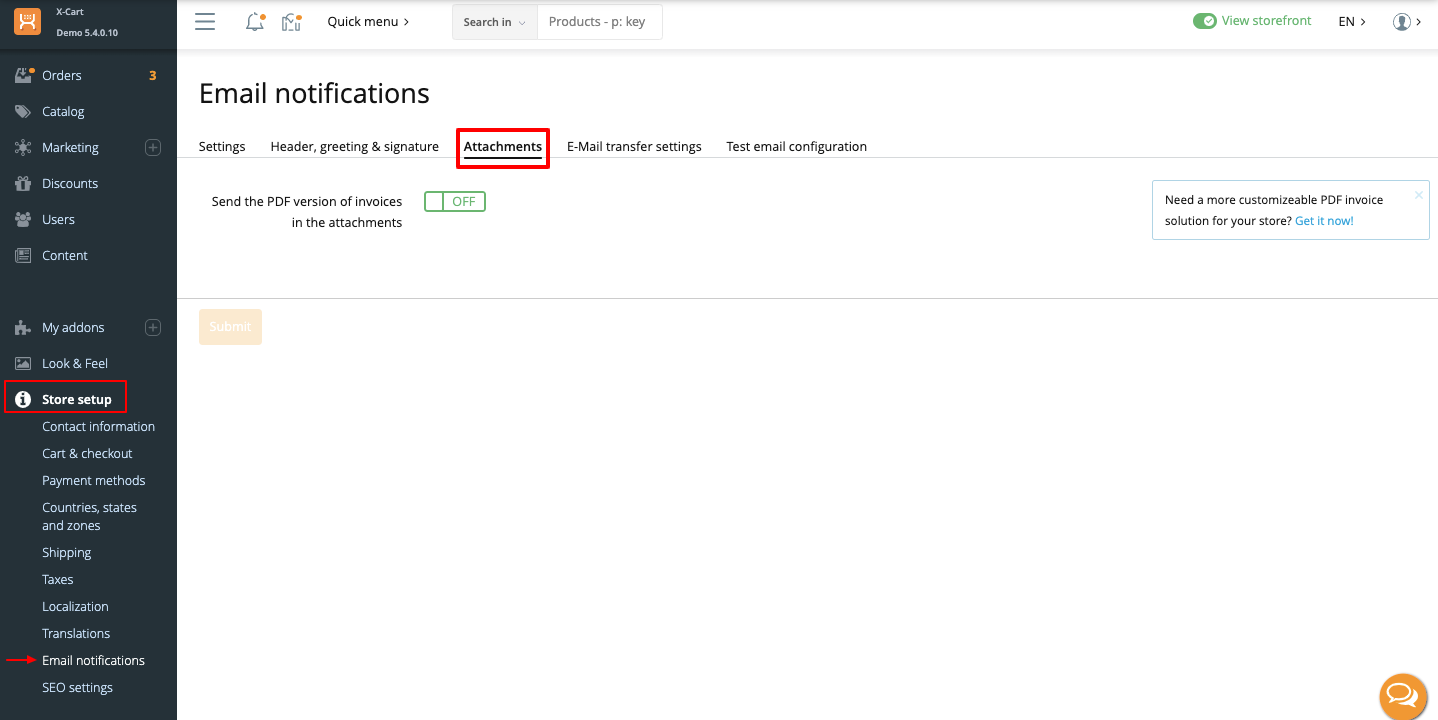 X-Cart
Demo 5.4.0.10
Quick menu
Search in
Products - p: key
View storefront
EN
Orders 3
Catalog
Marketing
Discounts
Users
Content
My addons
Look & Feel
Store setup
Contact information
Cart & checkout
Payment methods
Countries, states
and zones
Shipping
Taxes
Localization
Translations
Email notifications
SEO settings
Email notifications
Settings
Header, greeting & signature
Attachments
E-Mail transfer settings
Test email configuration
Send the PDF version of invoices
in the attachments
OFF
Need a more customizeable PDF invoice
solution for your store? Get it now!
Submit